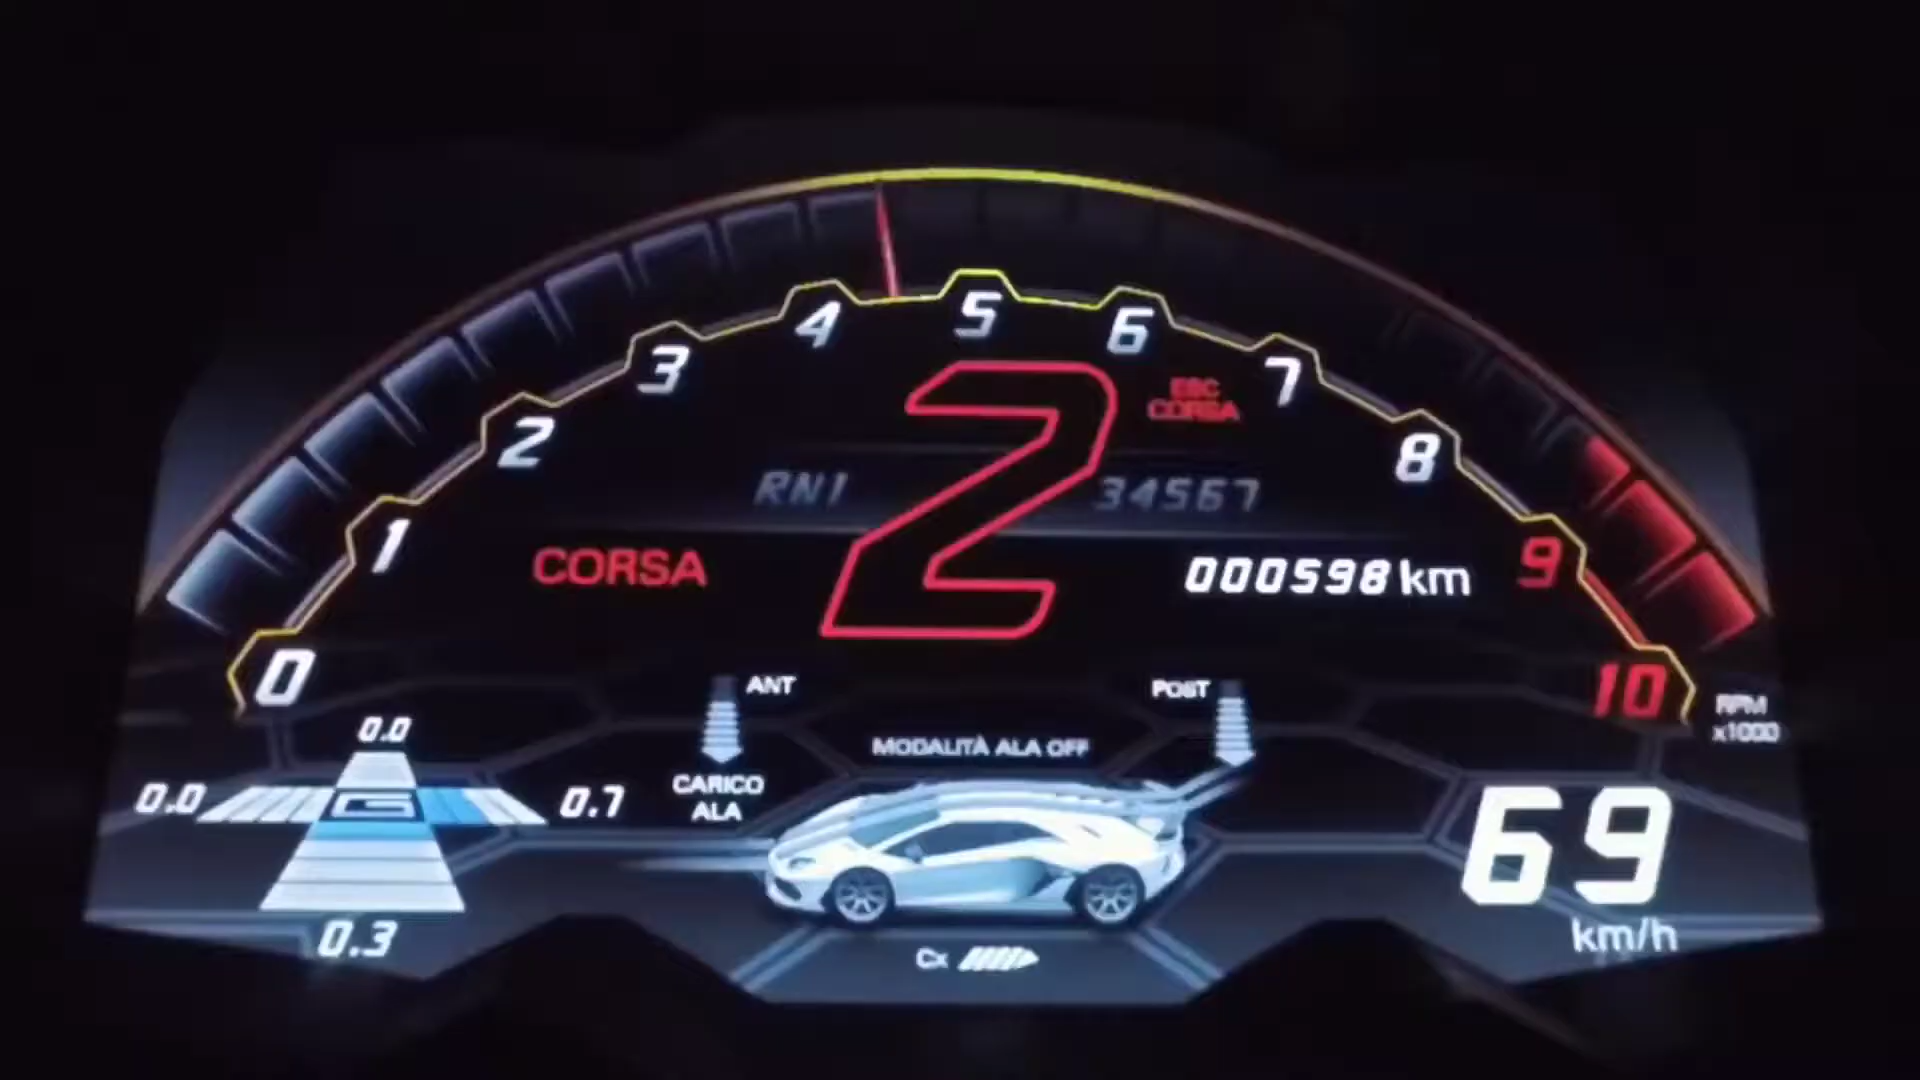 0 1 2 3 4 5 6 7 8 9 10
RPM
x1000
2
ESC
CORSA
RN1 34567
CORSA
000598 km
ANT
POST
MODALITÀ ALA OFF
CARICO
ALA
0.0
0.0
G
0.7
0.3
Cx
69
km/h